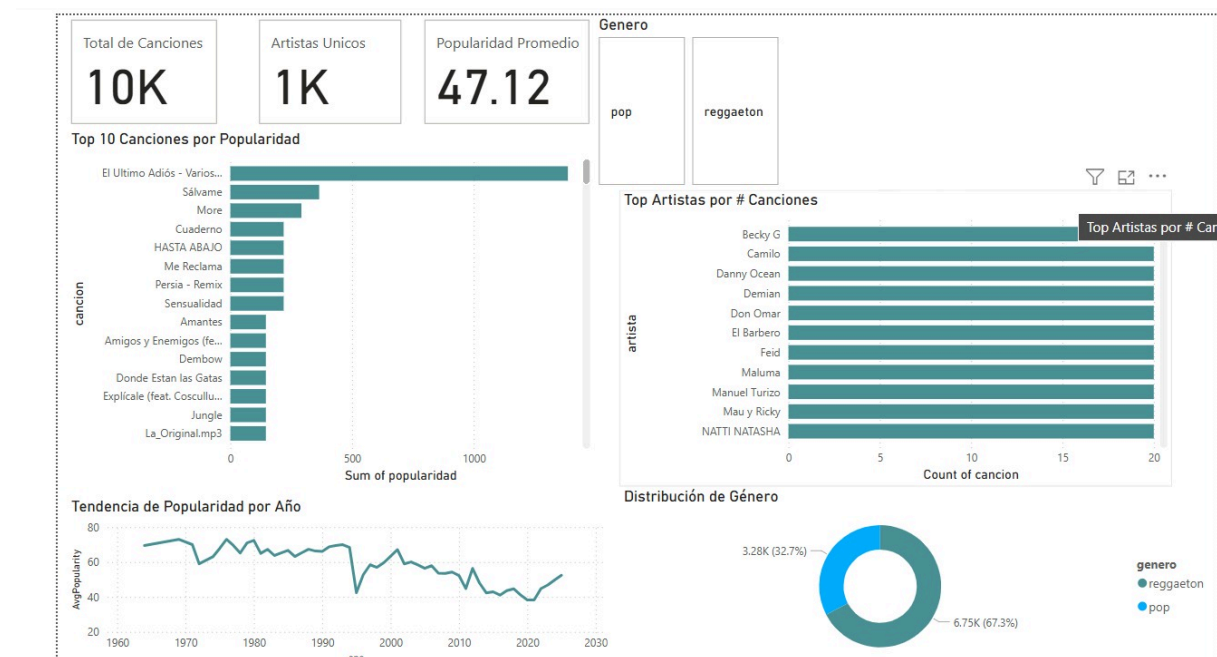 Total de Canciones
10K
Artistas Unicos
1K
Popularidad Promedio
47.12
Genero
pop
reggaeton
Top 10 Canciones por Popularidad
cancion
El Ultimo Adiós - Varios...
Sálvame
More
Cuaderno
HASTA ABAJO
Me Reclama
Persia - Remix
Sensualidad
Amantes
Amigos y Enemigos (fe...
Dembow
Donde Estan las Gatas
Explícale (feat. Coscullu...
Jungle
La_Original.mp3
0 500 1000
Sum of popularidad
Top Artistas por # Canciones
Top Artistas por # Car
artista
Becky G
Camilo
Danny Ocean
Demian
Don Omar
El Barbero
Feid
Maluma
Manuel Turizo
Mau y Ricky
NATTI NATASHA
0 5 10 15 20
Count of cancion
Tendencia de Popularidad por Año
AvgPopularity
80
60
40
20
1960 1970 1980 1990 2000 2010 2020 2030
Distribución de Género
3.28K (32.7%)
6.75K (67.3%)
genero
reggaeton
pop